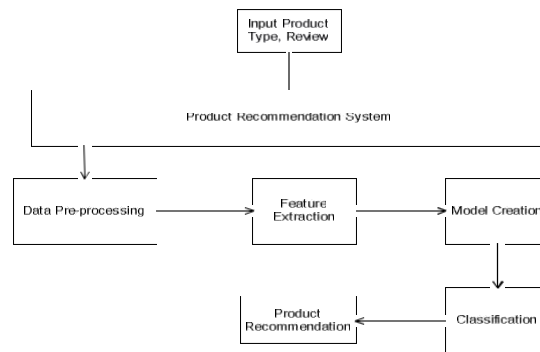 Input Product
Type, Review
Product Recommendation System
Data Pre-processing
Feature
Extraction
Model Creation
Product
Recommendation
Classification